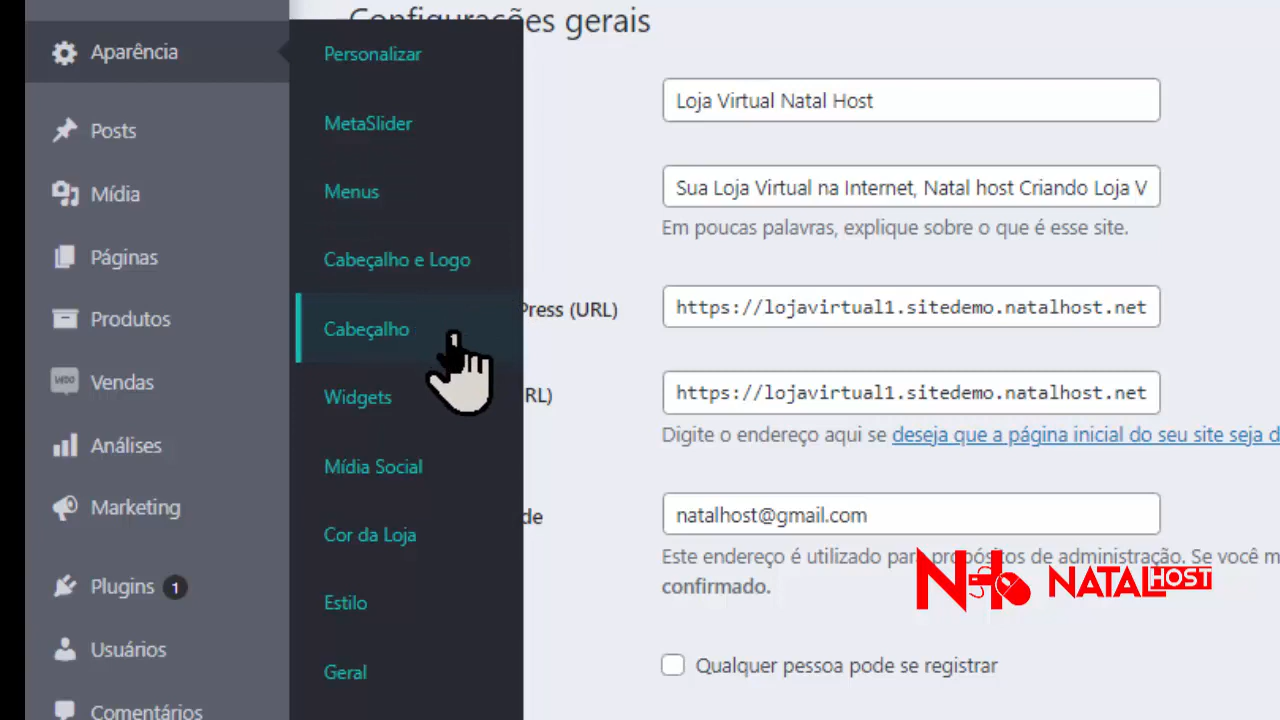 Configurações gerais
Aparência
Posts
Mídia
Páginas
Produtos
WOO
Vendas
Análises
Marketing
Plugins 1
Usuários
Comentários
Personalizar
MetaSlider
Menus
Cabeçalho e Logo
Cabeçalho
Widgets
Mídia Social
Cor da Loja
Estilo
Geral
Loja Virtual Natal Host
Sua Loja Virtual na Internet, Natal host Criando Loja V
Em poucas palavras, explique sobre o que é esse site.
Press (URL)
https://lojavirtual1.sitedemo.natalhost.net
RL)
https://lojavirtual1.sitedemo.natalhost.net
Digite o endereço aqui se deseja que a página inicial do seu site seja d
de
natalhost@gmail.com
Este endereço é utilizado para propósitos de administração. Se você m
confirmado.
NATAL HOST
Qualquer pessoa pode se registrar